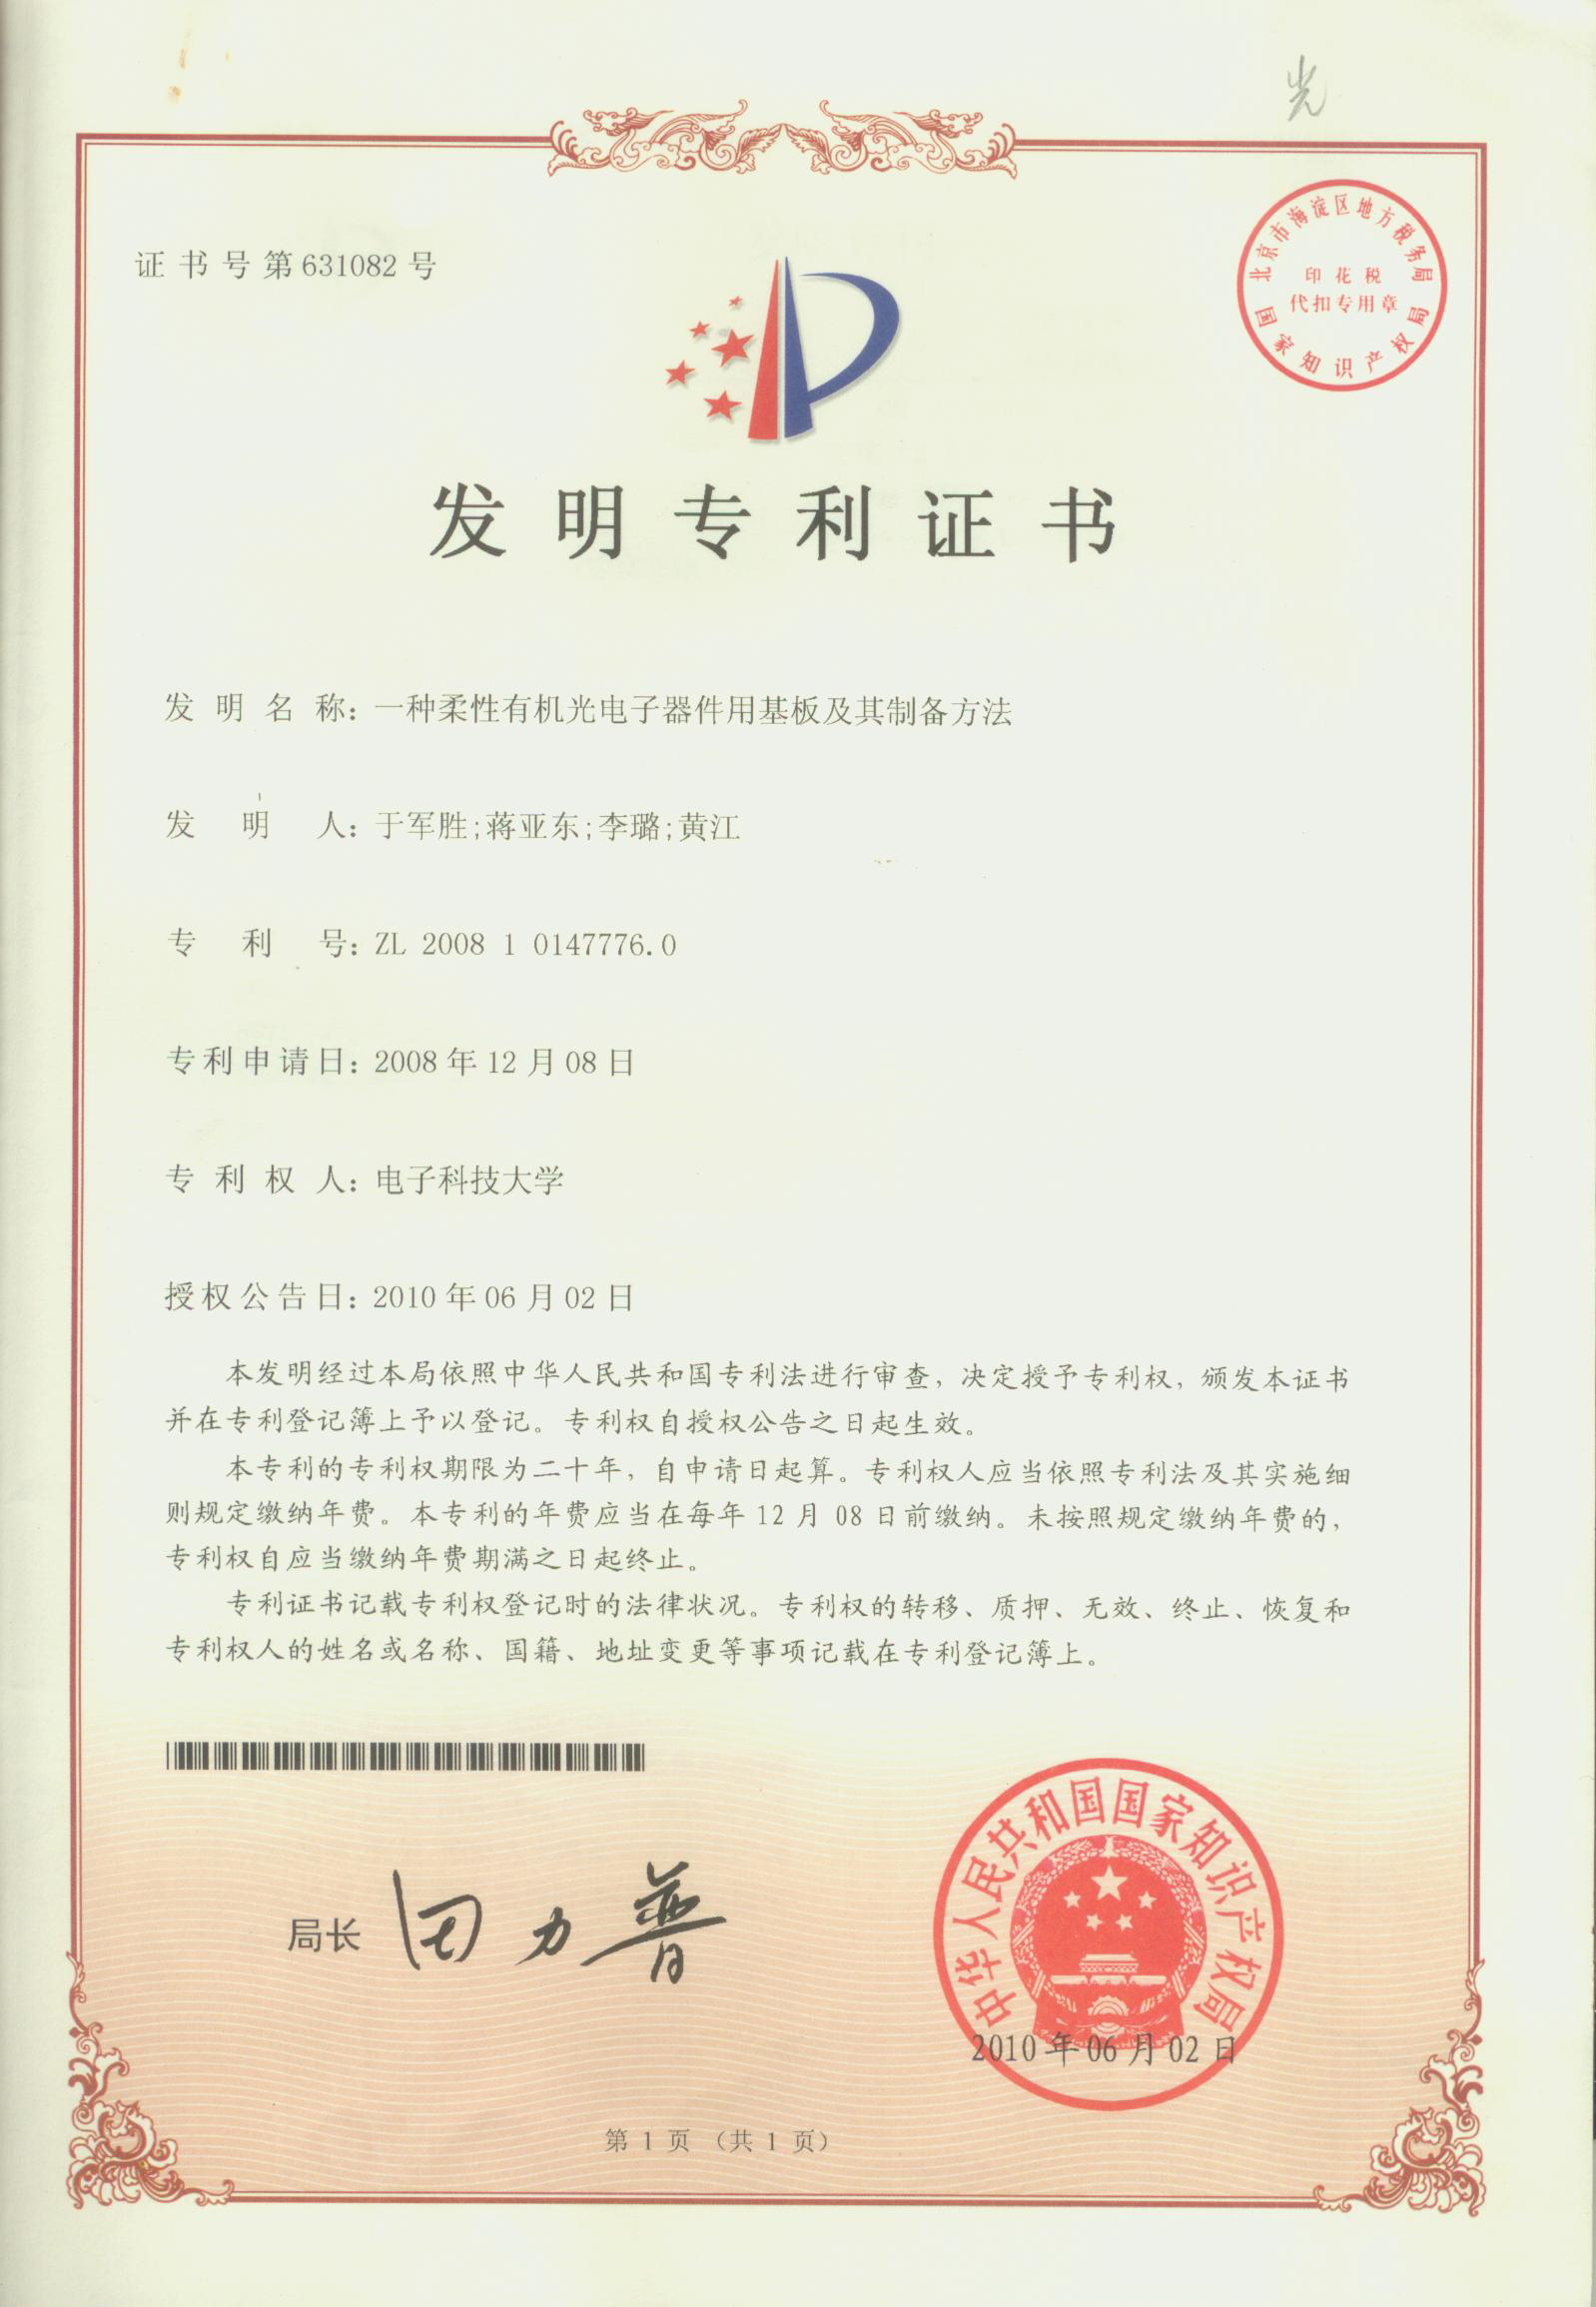 光
北京市海淀区地方税务局
印花税
代扣专用章
国家知识产权局
证书号第631082号
发明专利证书
发明名称：一种柔性有机光电子器件用基板及其制备方法
发明人：于军胜;蒋亚东;李璐;黄江
专利号：ZL 2008 1 0147776.0
专利申请日：2008年12月08日
专利权人：电子科技大学
授权公告日：2010年06月02日
本发明经过本局依照中华人民共和国专利法进行审查，决定授予专利权，颁发本证书
并在专利登记簿上予以登记。专利权自授权公告之日起生效。
本专利的专利权期限为二十年，自申请日起算。专利权人应当依照专利法及其实施细
则规定缴纳年费。本专利的年费应当在每年12月08日前缴纳。未按照规定缴纳年费的，
专利权自应当缴纳年费期满之日起终止。
专利证书记载专利权登记时的法律状况。专利权的转移、质押、无效、终止、恢复和
专利权人的姓名或名称、国籍、地址变更等事项记载在专利登记簿上。
局长 田力普
中华人民共和国国家知识产权局
2010年06月02日
第1页（共1页）